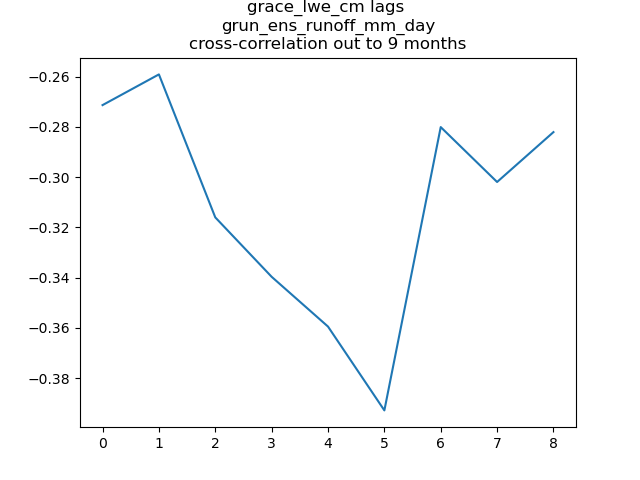 grace_lwe_cm lags
grun_ens_runoff_mm_day
cross-correlation out to 9 months
−0.26
−0.28
−0.30
−0.32
−0.34
−0.36
−0.38
0 1 2 3 4 5 6 7 8